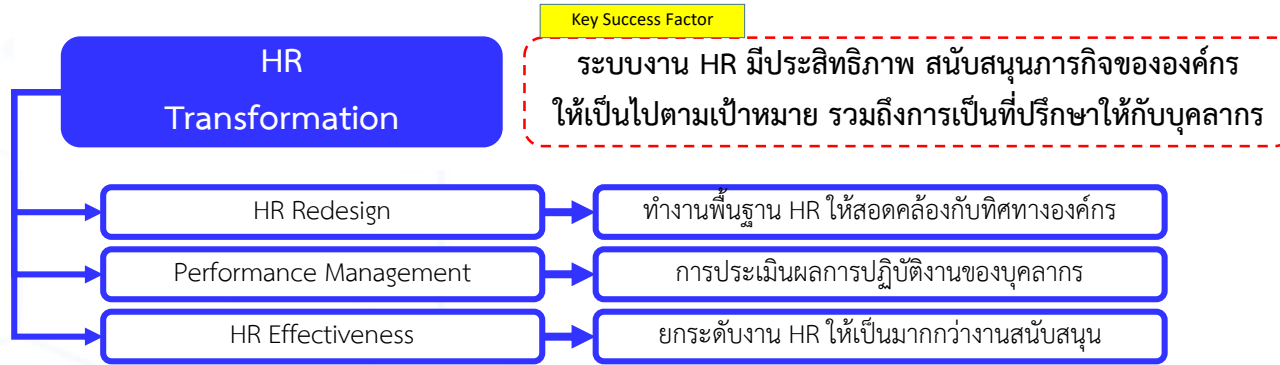 Key Success Factor
HR
Transformation
ระบบงาน HR มีประสิทธิภาพ สนับสนุนภารกิจขององค์กร
ให้เป็นไปตามเป้าหมาย รวมถึงการเป็นที่ปรึกษาให้กับบุคลากร
HR Redesign
ทำงานพื้นฐาน HR ให้สอดคล้องกับทิศทางองค์กร
Performance Management
การประเมินผลการปฏิบัติงานของบุคลากร
HR Effectiveness
ยกระดับงาน HR ให้เป็นมากกว่างานสนับสนุน